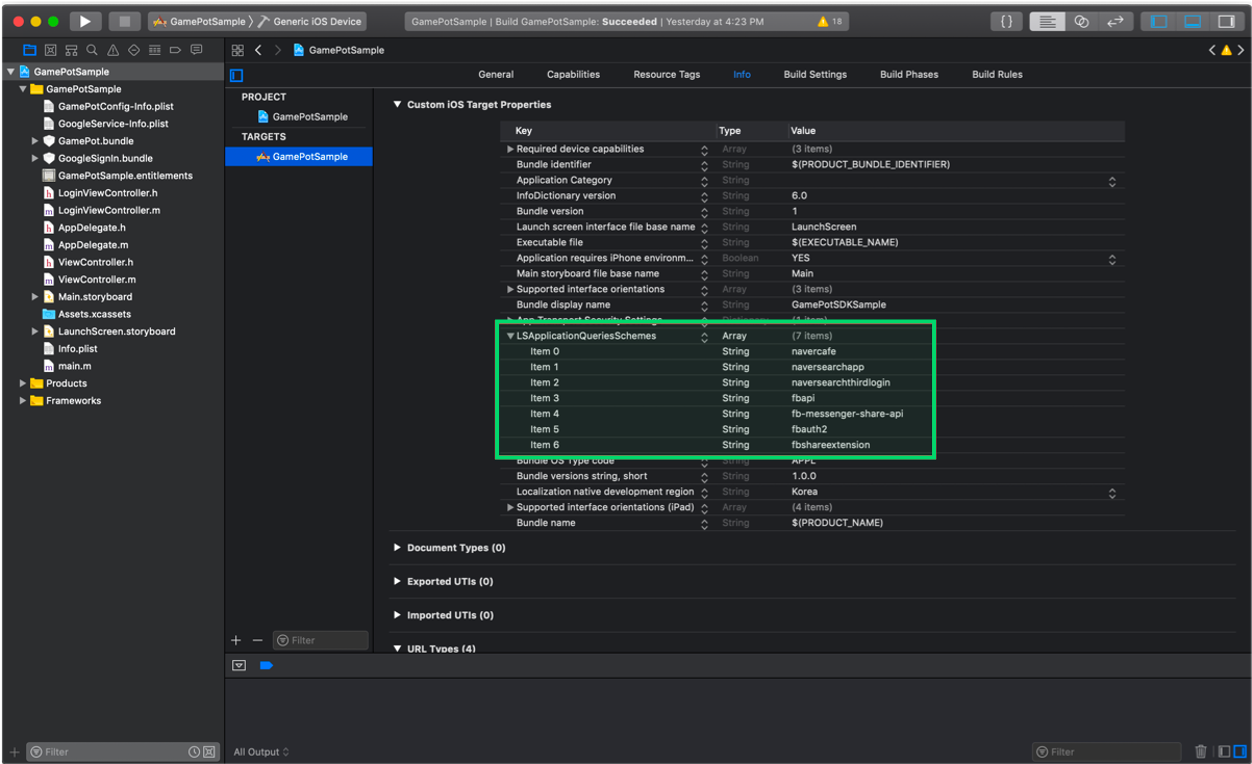 GamePotSample Generic iOS Device GamePotSample | Build GamePotSample: Succeeded | Yesterday at 4:23 PM 18
GamePotSample
GamePotSample
GamePotSample
GamePotConfig-Info.plist
GoogleService-Info.plist
GamePot.bundle
GoogleSignIn.bundle
GamePotSample.entitlements
LoginViewController.h
LoginViewController.m
AppDelegate.h
AppDelegate.m
ViewController.h
ViewController.m
Main.storyboard
Assets.xcassets
LaunchScreen.storyboard
Info.plist
main.m
Products
Frameworks
Filter
PROJECT
GamePotSample
TARGETS
GamePotSample
Filter
General Capabilities Resource Tags Info Build Settings Build Phases Build Rules
Custom iOS Target Properties
Key Type Value
Required device capabilities Array (3 items)
Bundle identifier String $(PRODUCT_BUNDLE_IDENTIFIER)
Application Category String
InfoDictionary version String 6.0
Bundle version String 1
Launch screen interface file base name String LaunchScreen
Executable file String $(EXECUTABLE_NAME)
Application requires iPhone environm... Boolean YES
Main storyboard file base name String Main
Supported interface orientations Array (3 items)
Bundle display name String GamePotSDKSample
App Transport Security Settings Dictionary (1 item)
LSApplicationQueriesSchemes Array (7 items)
Item 0 String navercafe
Item 1 String naversearchapp
Item 2 String naversearchthirdlogin
Item 3 String fbapi
Item 4 String fb-messenger-share-api
Item 5 String fbauth2
Item 6 String fbshareextension
Bundle OS Type code String APPL
Bundle versions string, short String 1.0.0
Localization native development region String Korea
Supported interface orientations (iPad) Array (4 items)
Bundle name String $(PRODUCT_NAME)
Document Types (0)
Exported UTIs (0)
Imported UTIs (0)
URL Types (4)
All Output Filter